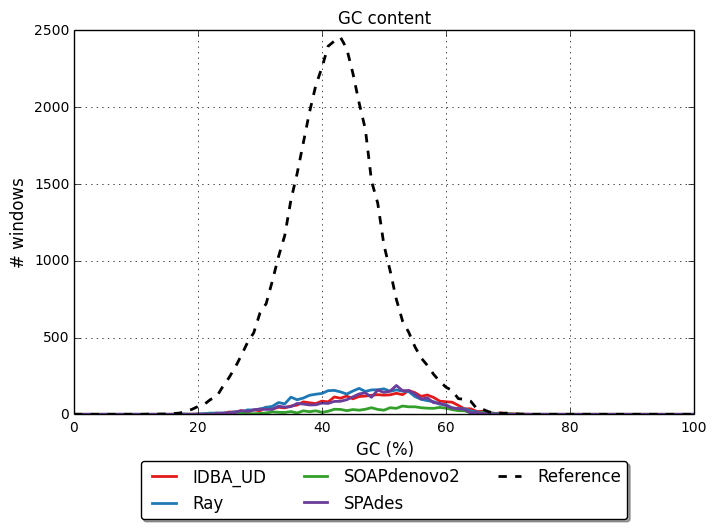 GC content
# windows
2500
2000
1500
1000
500
0
0 20 40 60 80 100
GC (%)
IDBA_UD SOAPdenovo2 Reference
Ray SPAdes